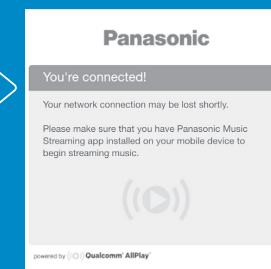 Panasonic
You're connected!
Your network connection may be lost shortly.
Please make sure that you have Panasonic Music
Streaming app installed on your mobile device to
begin streaming music.
powered by ((○)) Qualcomm® AllPlay™